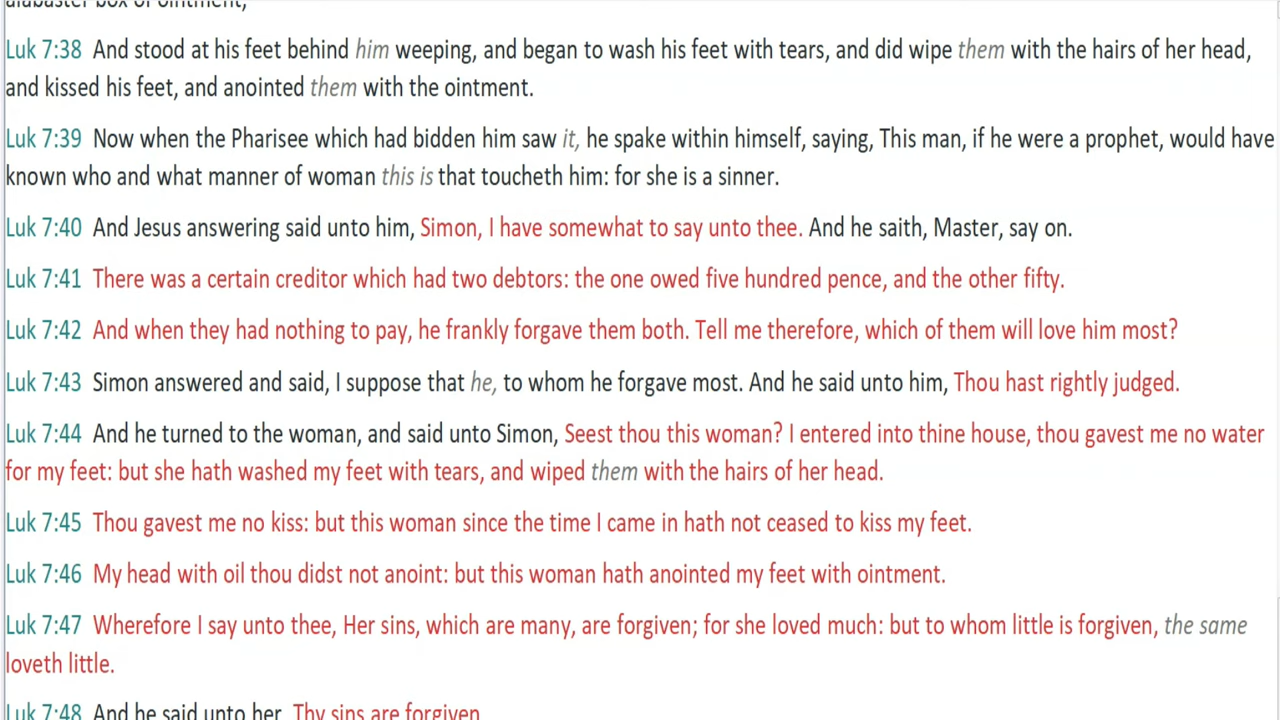 alabaster box of ointment,
Luk 7:38 And stood at his feet behind him weeping, and began to wash his feet with tears, and did wipe them with the hairs of her head,
and kissed his feet, and anointed them with the ointment.
Luk 7:39 Now when the Pharisee which had bidden him saw it, he spake within himself, saying, This man, if he were a prophet, would have
known who and what manner of woman this is that toucheth him: for she is a sinner.
Luk 7:40 And Jesus answering said unto him, Simon, I have somewhat to say unto thee. And he saith, Master, say on.
Luk 7:41 There was a certain creditor which had two debtors: the one owed five hundred pence, and the other fifty.
Luk 7:42 And when they had nothing to pay, he frankly forgave them both. Tell me therefore, which of them will love him most?
Luk 7:43 Simon answered and said, I suppose that he, to whom he forgave most. And he said unto him, Thou hast rightly judged.
Luk 7:44 And he turned to the woman, and said unto Simon, Seest thou this woman? I entered into thine house, thou gavest me no water
for my feet: but she hath washed my feet with tears, and wiped them with the hairs of her head.
Luk 7:45 Thou gavest me no kiss: but this woman since the time I came in hath not ceased to kiss my feet.
Luk 7:46 My head with oil thou didst not anoint: but this woman hath anointed my feet with ointment.
Luk 7:47 Wherefore I say unto thee, Her sins, which are many, are forgiven; for she loved much: but to whom little is forgiven, the same
loveth little.
Luk 7:48 And he said unto her, Thy sins are forgiven